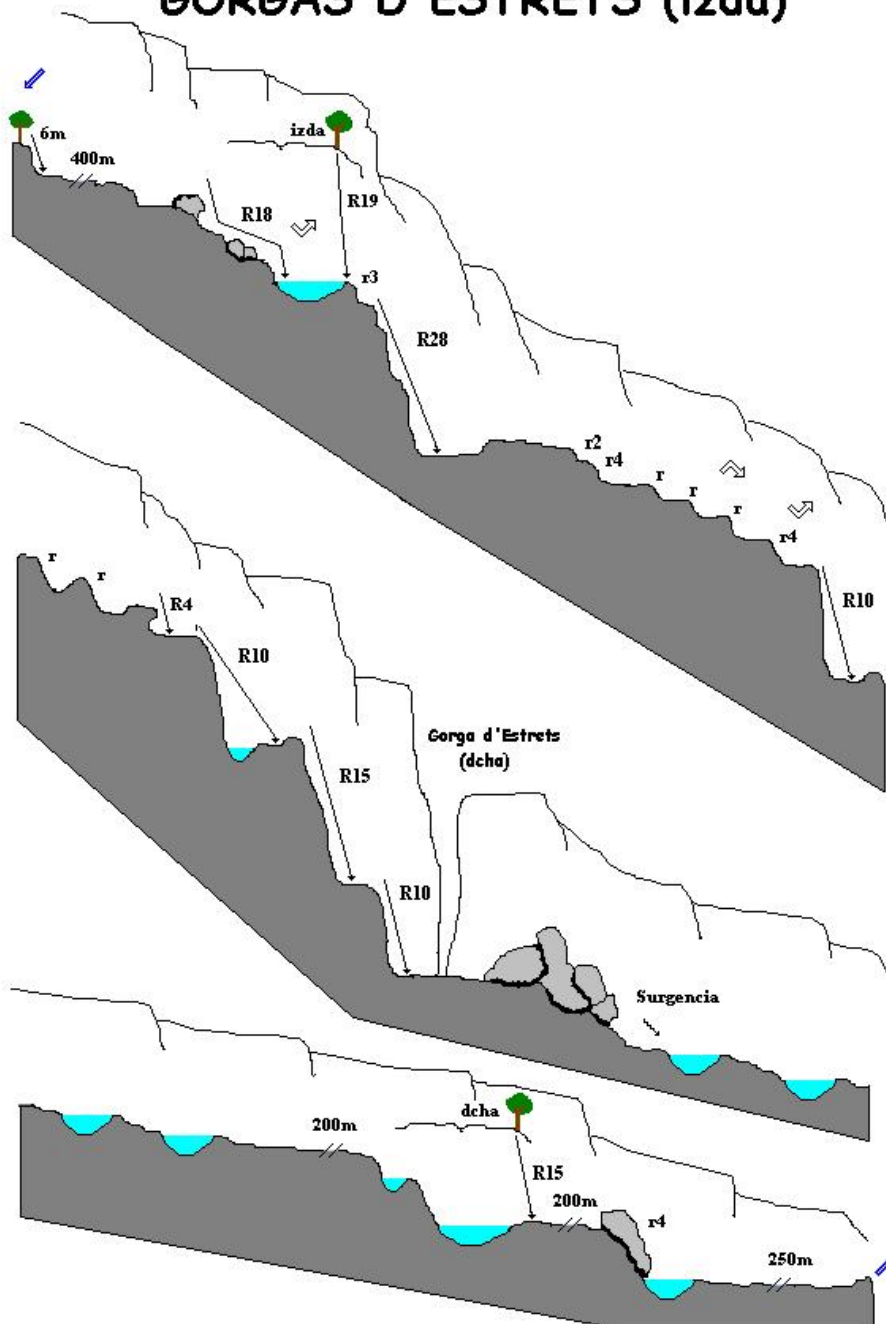 GORGAS D'ESTRETS (izda)
6m
400m
izda
R18
R19
r3
R28
r2
r4
r
r
r
r4
R10
r
r
R4
R10
R15
Gorga d'Estrets
(dcha)
R10
Surgencia
200m
dcha
R15
200m
r4
250m